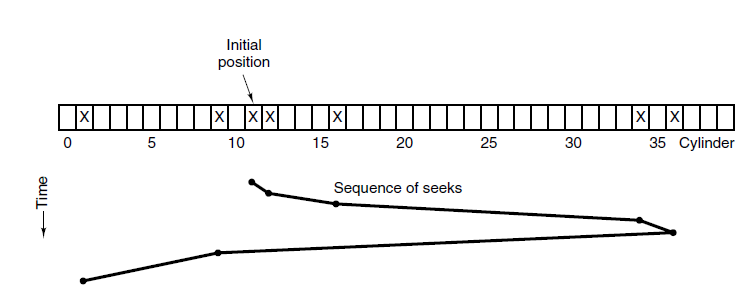 Initial
position
X X X X X X X
0 5 10 15 20 25 30 35 Cylinder
Sequence of seeks
Time